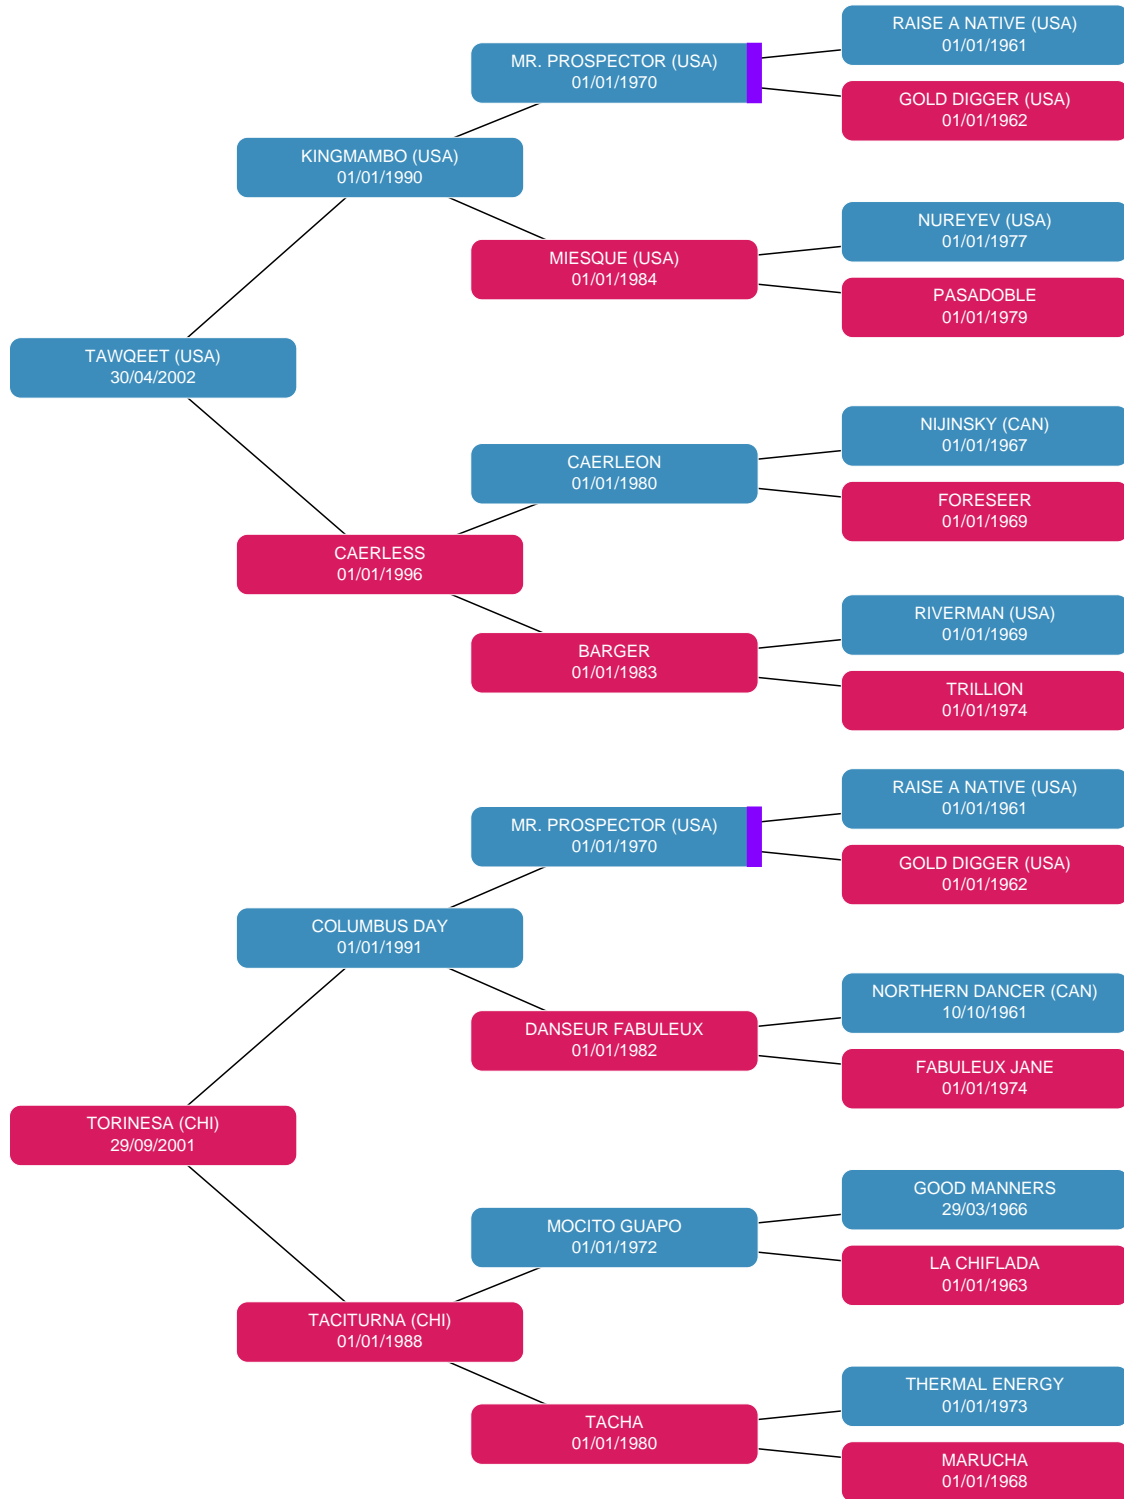 RAISE A NATIVE (USA)
01/01/1961
MR. PROSPECTOR (USA)
01/01/1970
GOLD DIGGER (USA)
01/01/1962
KINGMAMBO (USA)
01/01/1990
NUREYEV (USA)
01/01/1977
MIESQUE (USA)
01/01/1984
PASADOBLE
01/01/1979
TAWQEET (USA)
30/04/2002
NIJINSKY (CAN)
01/01/1967
CAERLEON
01/01/1980
FORESEER
01/01/1969
CAERLESS
01/01/1996
RIVERMAN (USA)
01/01/1969
BARGER
01/01/1983
TRILLION
01/01/1974
RAISE A NATIVE (USA)
01/01/1961
MR. PROSPECTOR (USA)
01/01/1970
GOLD DIGGER (USA)
01/01/1962
COLUMBUS DAY
01/01/1991
NORTHERN DANCER (CAN)
10/10/1961
DANSEUR FABULEUX
01/01/1982
FABULEUX JANE
01/01/1974
TORINESA (CHI)
29/09/2001
GOOD MANNERS
29/03/1966
MOCITO GUAPO
01/01/1972
LA CHIFLADA
01/01/1963
TACITURNA (CHI)
01/01/1988
THERMAL ENERGY
01/01/1973
TACHA
01/01/1980
MARUCHA
01/01/1968